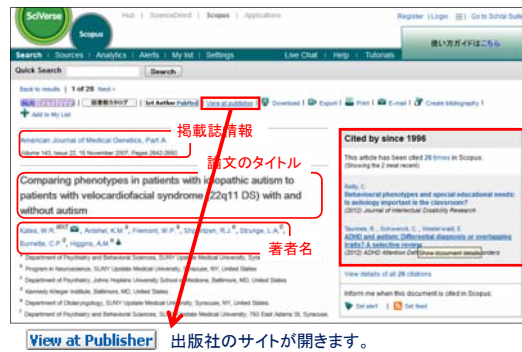 SciVerse
Hub | ScienceDirect | Scopus | Applications
Register | Login | Go to SciVal Suite
Scopus
使い方ガイドはこちら
Search | Sources | Analytics | Alerts | My list | Settings
Live Chat | Help | Tutorials
Quick Search Search
Back to results | 1 of 28 Next >
図書館カタログ | 1st Author PubMed | View at publisher | Download | Export | Print | E-mail | Create bibliography |
Add to My List
掲載誌情報
American Journal of Medical Genetics, Part A
Volume 143, Issue 22, 15 November 2007, Pages 2642-2650
論文のタイトル
Comparing phenotypes in patients with idiopathic autism to
patients with velocardiofacial syndrome (22q11 DS) with and
without autism
Kates, W.R. , Antshel, K.M. , Fremont, W.P. , Shprintzen, R.J. , Strunge, L.A. ,
Burnette, C.P. , Higgins, A.M.
著者名
Department of Psychiatry and Behavioral Sciences, SUNY Upstate Medical University,
Program in Neuroscience, SUNY Upstate Medical University, Syracuse, NY, United States
Department of Psychiatry, Johns Hopkins University School of Medicine, Baltimore, MD, United States
Kennedy Krieger Institute, Baltimore, MD, United States
Department of Otolaryngology, SUNY Upstate Medical University, Syracuse, NY, United States
Department of Psychiatry and Behavioral Sciences, SUNY Upstate Medical University, 750 East Adams St, Syracuse,
Cited by since 1996
This article has been cited 26 times in Scopus:
(Showing the 2 most recent)
Reilly, C.
Behavioural phenotypes and special educational needs:
Is aetiology important in the classroom?
(2012) Journal of Intellectual Disability Research
Taurines, R. , Schwenck, C. , Westerwald, E.
ADHD and autism: Differential diagnosis or overlapping
traits? A selective review
(2012) ADHD Attention Def Show document details orders
View details of all 26 citations
Inform me when this document is cited in Scopus:
Set alert | Set feed
View at Publisher 出版社のサイトが開きます。